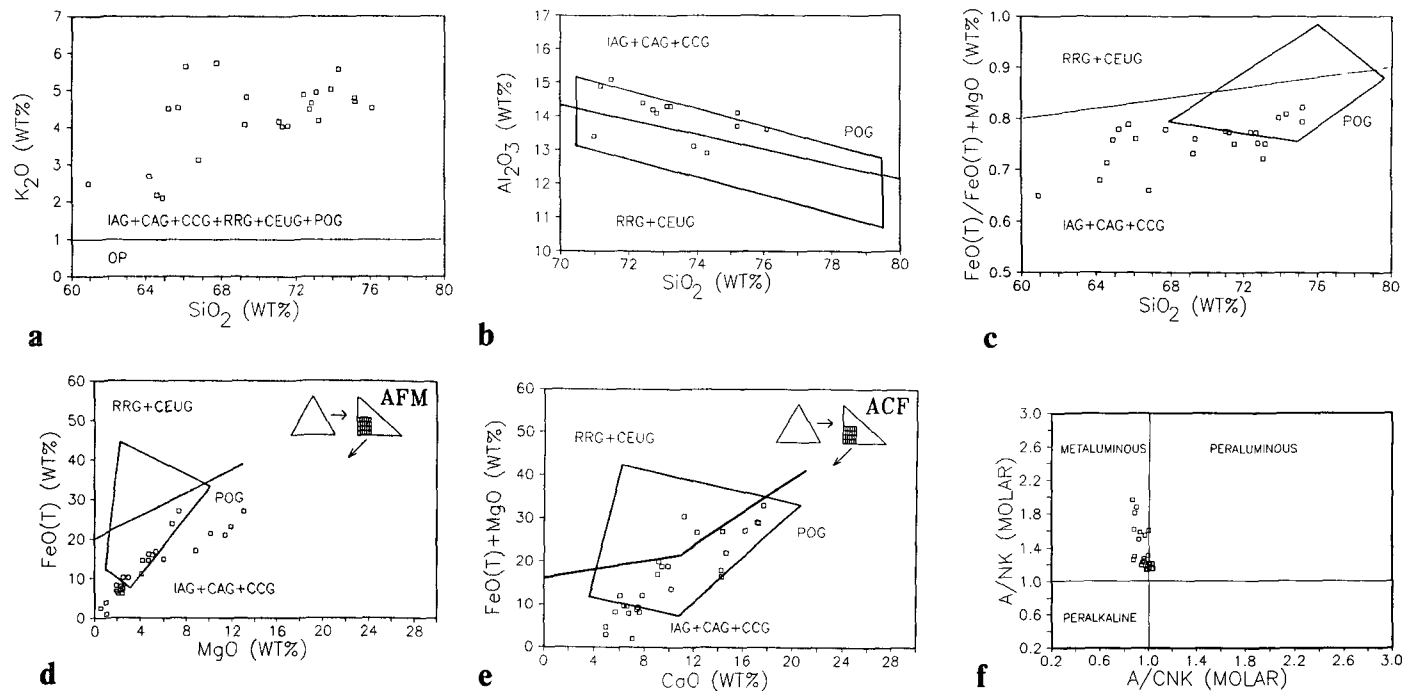 7
6
5
4
3
2
1
0
K2O (WT%)
IAG+CAG+CCG+RRG+CEUG+POG
OP
60 64 68 72 76 80
SiO2 (WT%)
a
17
16
15
14
13
12
11
10
Al2O3 (WT%)
IAG+CAG+CCG
POG
RRG+CEUG
70 72 74 76 78 80
SiO2 (WT%)
b
1.0
0.9
0.8
0.7
0.6
0.5
FeO(T)/FeO(T)+MgO (WT%)
RRG+CEUG
POG
IAG+CAG+CCG
60 64 68 72 76 80
SiO2 (WT%)
c
60
50
40
30
20
10
0
FeO(T) (WT%)
RRG+CEUG
AFM
POG
IAG+CAG+CCG
0 4 8 12 16 20 24 28
MgO (WT%)
d
60
50
40
30
20
10
0
FeO(T)+MgO (WT%)
RRG+CEUG
ACF
POG
IAG+CAG+CCG
0 10 20 30 40
CaO (WT%)
e
3.0
2.6
2.2
1.8
1.4
1.0
0.6
0.2
A/NK (MOLAR)
METALUMINOUS
PERALUMINOUS
PERALKALINE
0.2 0.6 1.0 1.4 1.8 2.2 2.6 3.0
A/CNK (MOLAR)
f